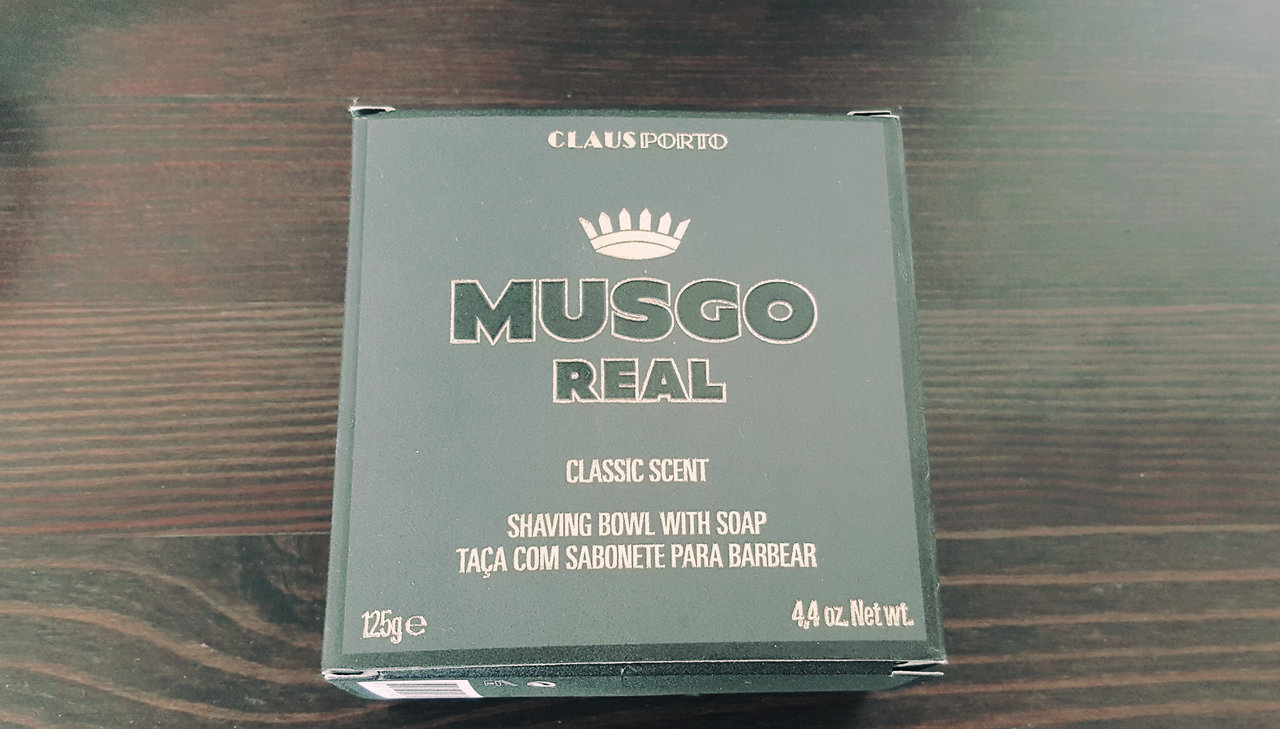 CLAUS PORTO
MUSGO
REAL
CLASSIC SCENT
SHAVING BOWL WITH SOAP
TAÇA COM SABONETE PARA BARBEAR
125g℮
4,4 oz. Net wt.